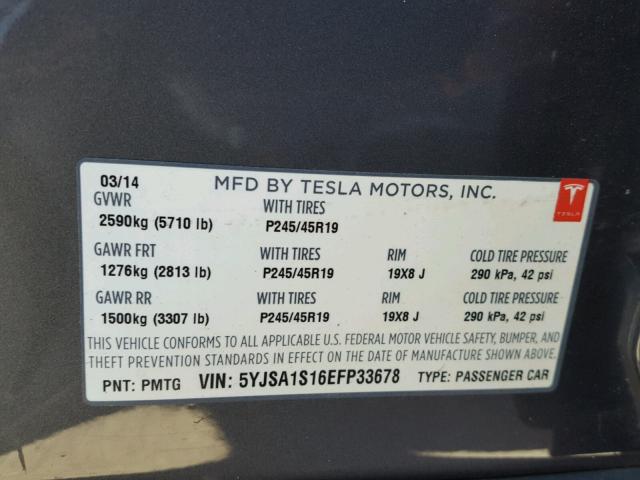 03/14 MFD BY TESLA MOTORS, INC.
GVWR WITH TIRES
2590kg (5710 lb) P245/45R19
TESLA
GAWR FRT WITH TIRES RIM COLD TIRE PRESSURE
1276kg (2813 lb) P245/45R19 19X8 J 290 kPa, 42 psi
GAWR RR WITH TIRES RIM COLD TIRE PRESSURE
1500kg (3307 lb) P245/45R19 19X8 J 290 kPa, 42 psi
THIS VEHICLE CONFORMS TO ALL APPLICABLE U.S. FEDERAL MOTOR VEHICLE SAFETY, BUMPER, AND
THEFT PREVENTION STANDARDS IN EFFECT ON THE DATE OF MANUFACTURE SHOWN ABOVE.
PNT: PMTG VIN: 5YJSA1S16EFP33678 TYPE: PASSENGER CAR